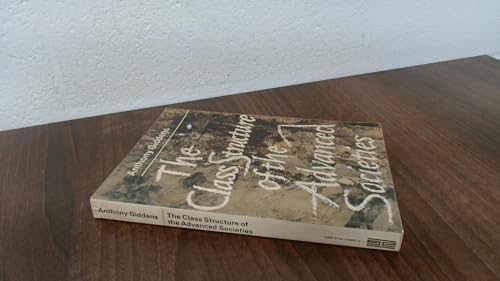 Anthony Giddens
The
Class Structure
of the
Advanced
Societies
Anthony Giddens
The Class Structure of
the Advanced Societies